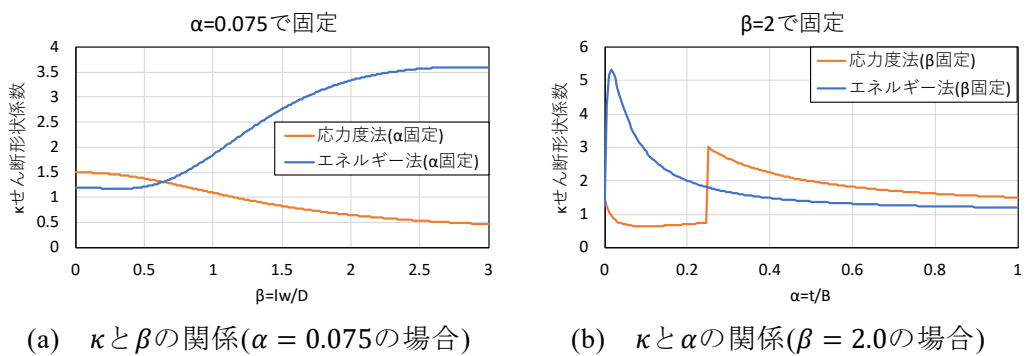 α=0.075で固定
4
3.5
3
2.5
2
1.5
1
0.5
0
κせん断形状係数
応力度法(α固定)
エネルギー法(α固定)
0 0.5 1 1.5 2 2.5 3
β=lw/D
(a) κとβの関係(α = 0.075の場合)
β=2で固定
6
5
4
3
2
1
0
κせん断形状係数
応力度法(β固定)
エネルギー法(β固定)
0 0.2 0.4 0.6 0.8 1
α=t/B
(b) κとαの関係(β = 2.0の場合)